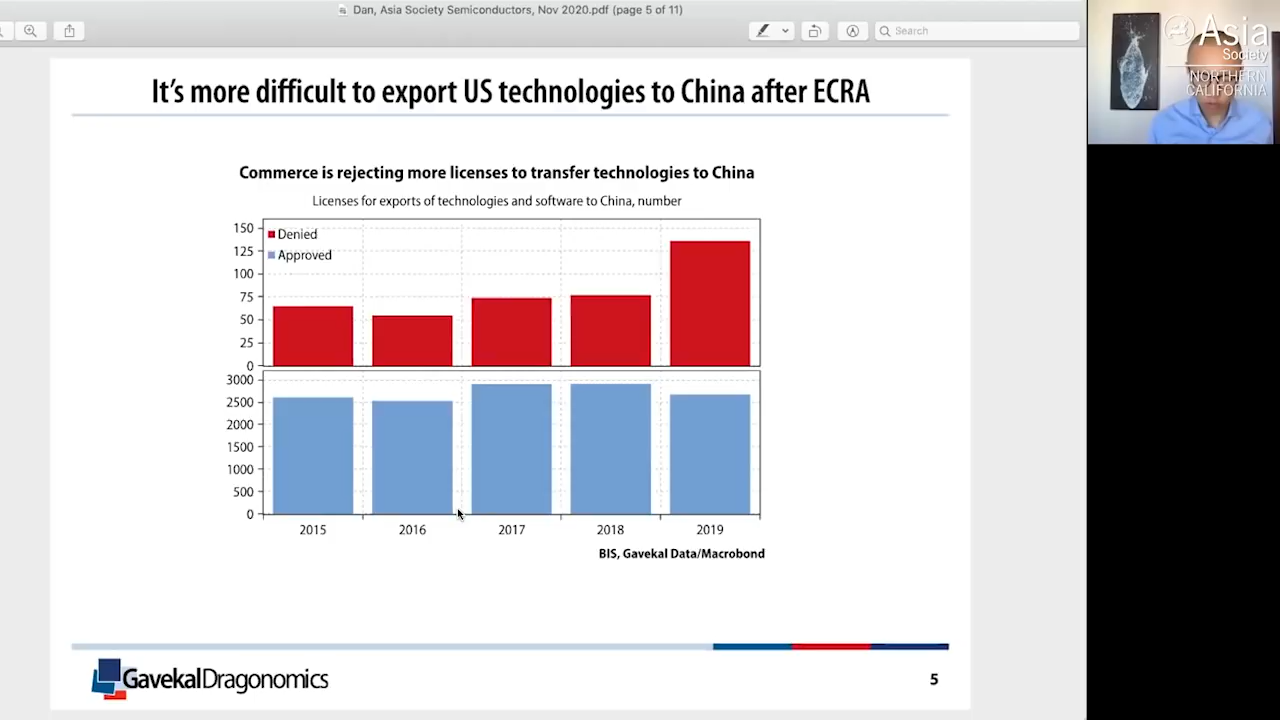 Dan, Asia Society Semiconductors, Nov 2020.pdf (page 5 of 11)
Search
Asia
Society
NORTHERN
CALIFORNIA
It's more difficult to export US technologies to China after ECRA
Commerce is rejecting more licenses to transfer technologies to China
Licenses for exports of technologies and software to China, number
150
125
100
75
50
25
0
Denied
Approved
3000
2500
2000
1500
1000
500
0
2015 2016 2017 2018 2019
BIS, Gavekal Data/Macrobond
GavekalDragonomics
5